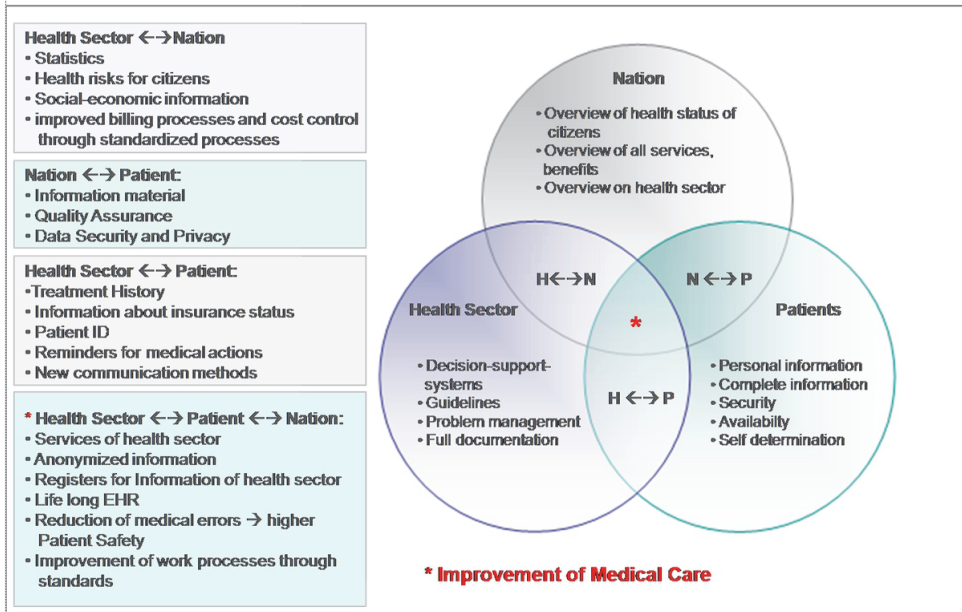 Health Sector ←→Nation
• Statistics
• Health risks for citizens
• Social-economic information
• improved billing processes and cost control
through standardized processes
Nation ←→ Patient:
• Information material
• Quality Assurance
• Data Security and Privacy
Health Sector ←→ Patient:
•Treatment History
• Information about insurance status
• Patient ID
• Reminders for medical actions
• New communication methods
* Health Sector ←→ Patient ←→ Nation:
• Services of health sector
• Anonymized information
• Registers for Information of health sector
• Life long EHR
• Reduction of medical errors → higher
Patient Safety
• Improvement of work processes through
standards
Nation
• Overview of health status of
citizens
• Overview of all services,
benefits
• Overview on health sector
H←→N
N ←→ P
Health Sector
*
Patients
• Decision-support-
systems
• Guidelines
• Problem management
• Full documentation
H ←→ P
• Personal information
• Complete information
• Security
• Availabilty
• Self determination
* Improvement of Medical Care